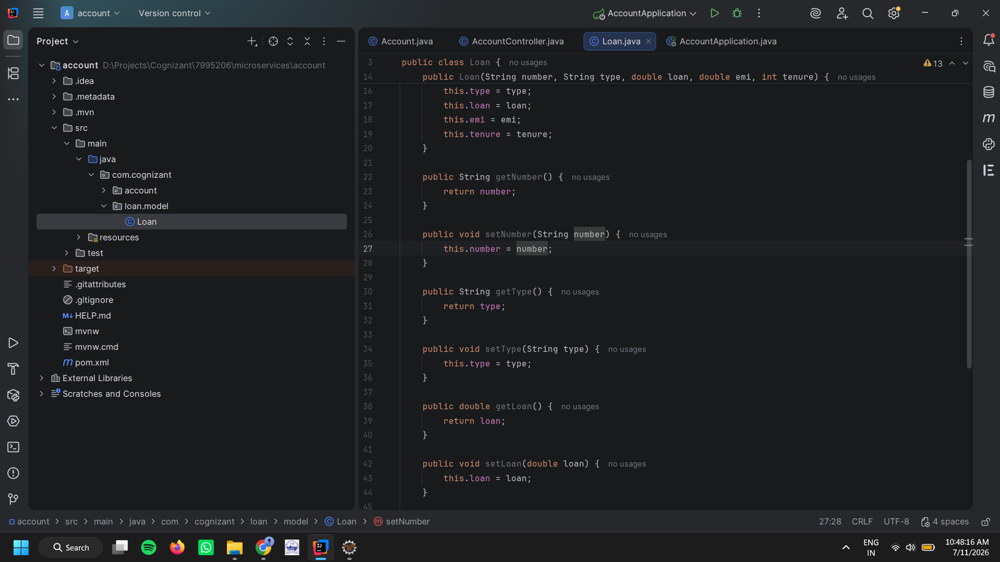 A account
Version control
AccountApplication
Project
account D:\Projects\Cognizant\7995206\microservices\account
.idea
.metadata
.mvn
src
main
java
com.cognizant
account
loan.model
Loan
resources
test
target
.gitattributes
.gitignore
HELP.md
mvnw
mvnw.cmd
pom.xml
External Libraries
Scratches and Consoles
Account.java
AccountController.java
Loan.java
AccountApplication.java
13
3 public class Loan { no usages
14 public Loan(String number, String type, double loan, double emi, int tenure) { no usages
16 this.type = type;
17 this.loan = loan;
18 this.emi = emi;
19 this.tenure = tenure;
20 }
21
22 public String getNumber() { no usages
23 return number;
24 }
25
26 public void setNumber(String number) { no usages
27 this.number = number;
28 }
29
30 public String getType() { no usages
31 return type;
32 }
33
34 public void setType(String type) { no usages
35 this.type = type;
36 }
37
38 public double getLoan() { no usages
39 return loan;
40 }
41
42 public void setLoan(double loan) { no usages
43 this.loan = loan;
44 }
45
account > src > main > java > com > cognizant > loan > model > Loan > setNumber
27:28 CRLF UTF-8 4 spaces
Search
ENG
IN
10:48:16 AM
7/11/2026